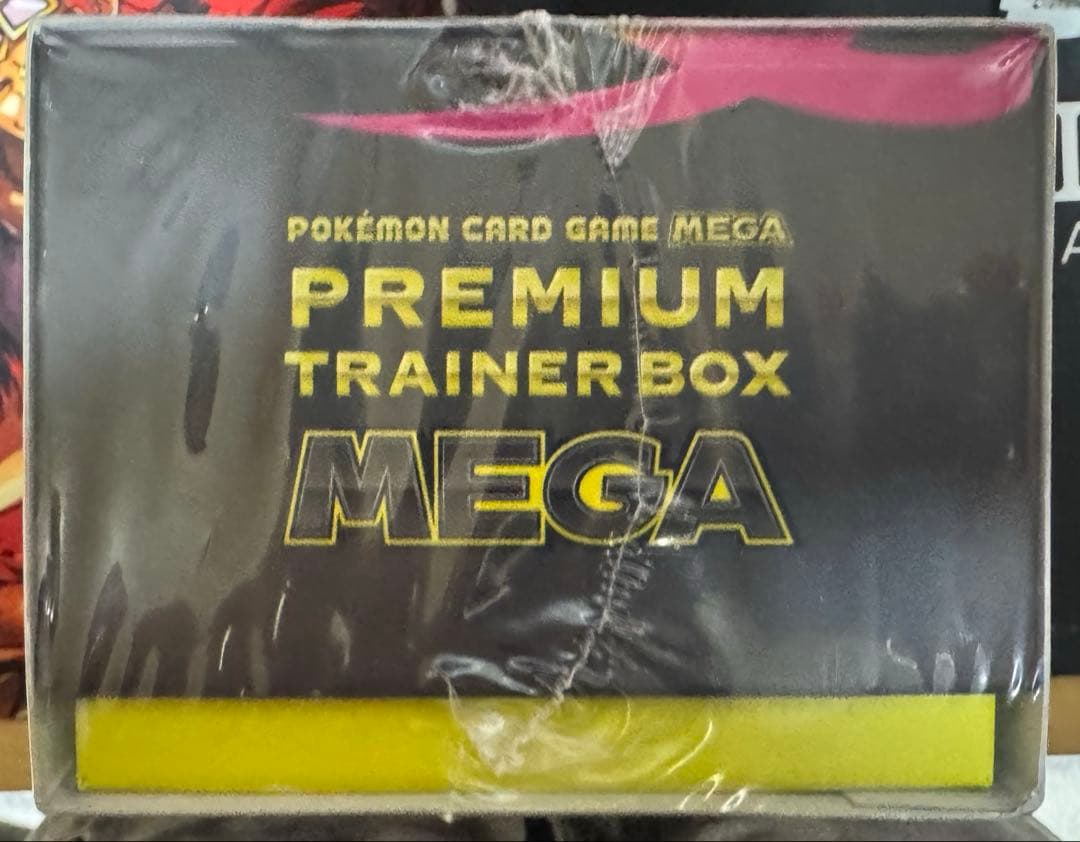 POKÉMON CARD GAME MEGA
PREMIUM
TRAINER BOX
MEGA